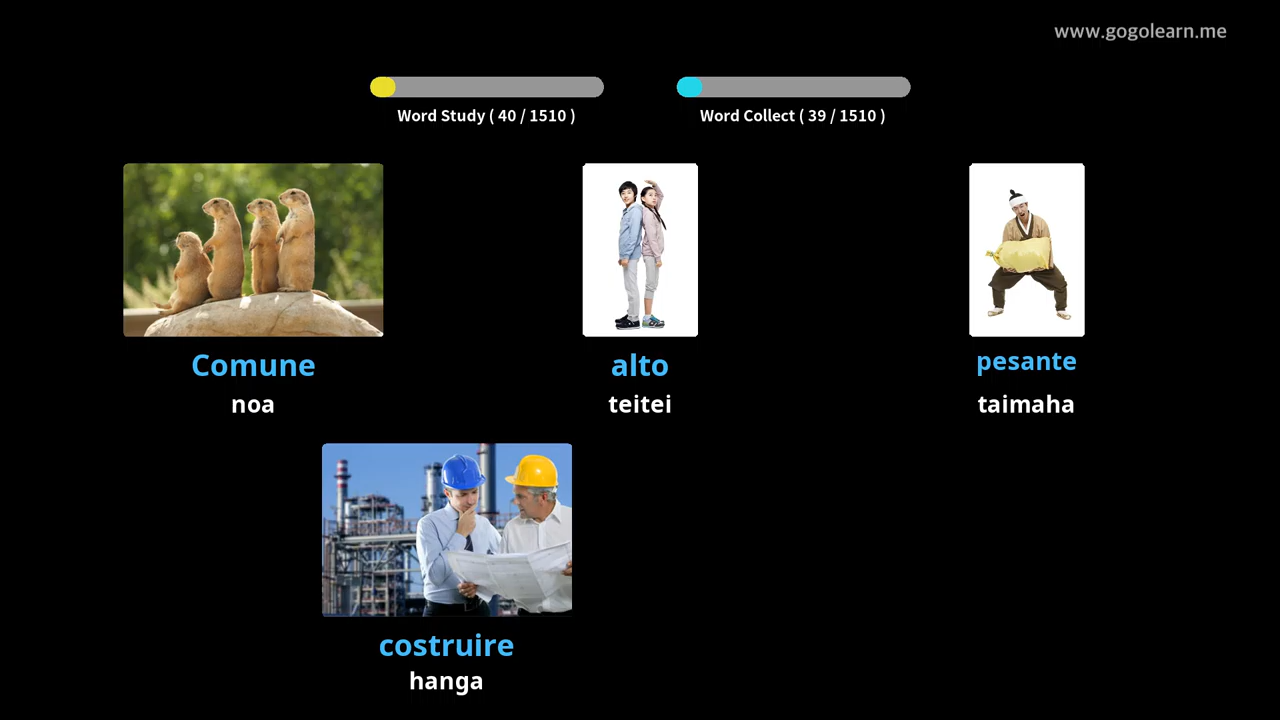 www.gogolearn.me
Word Study ( 40 / 1510 )
Word Collect ( 39 / 1510 )
Comune
noa
alto
teitei
pesante
taimaha
costruire
hanga